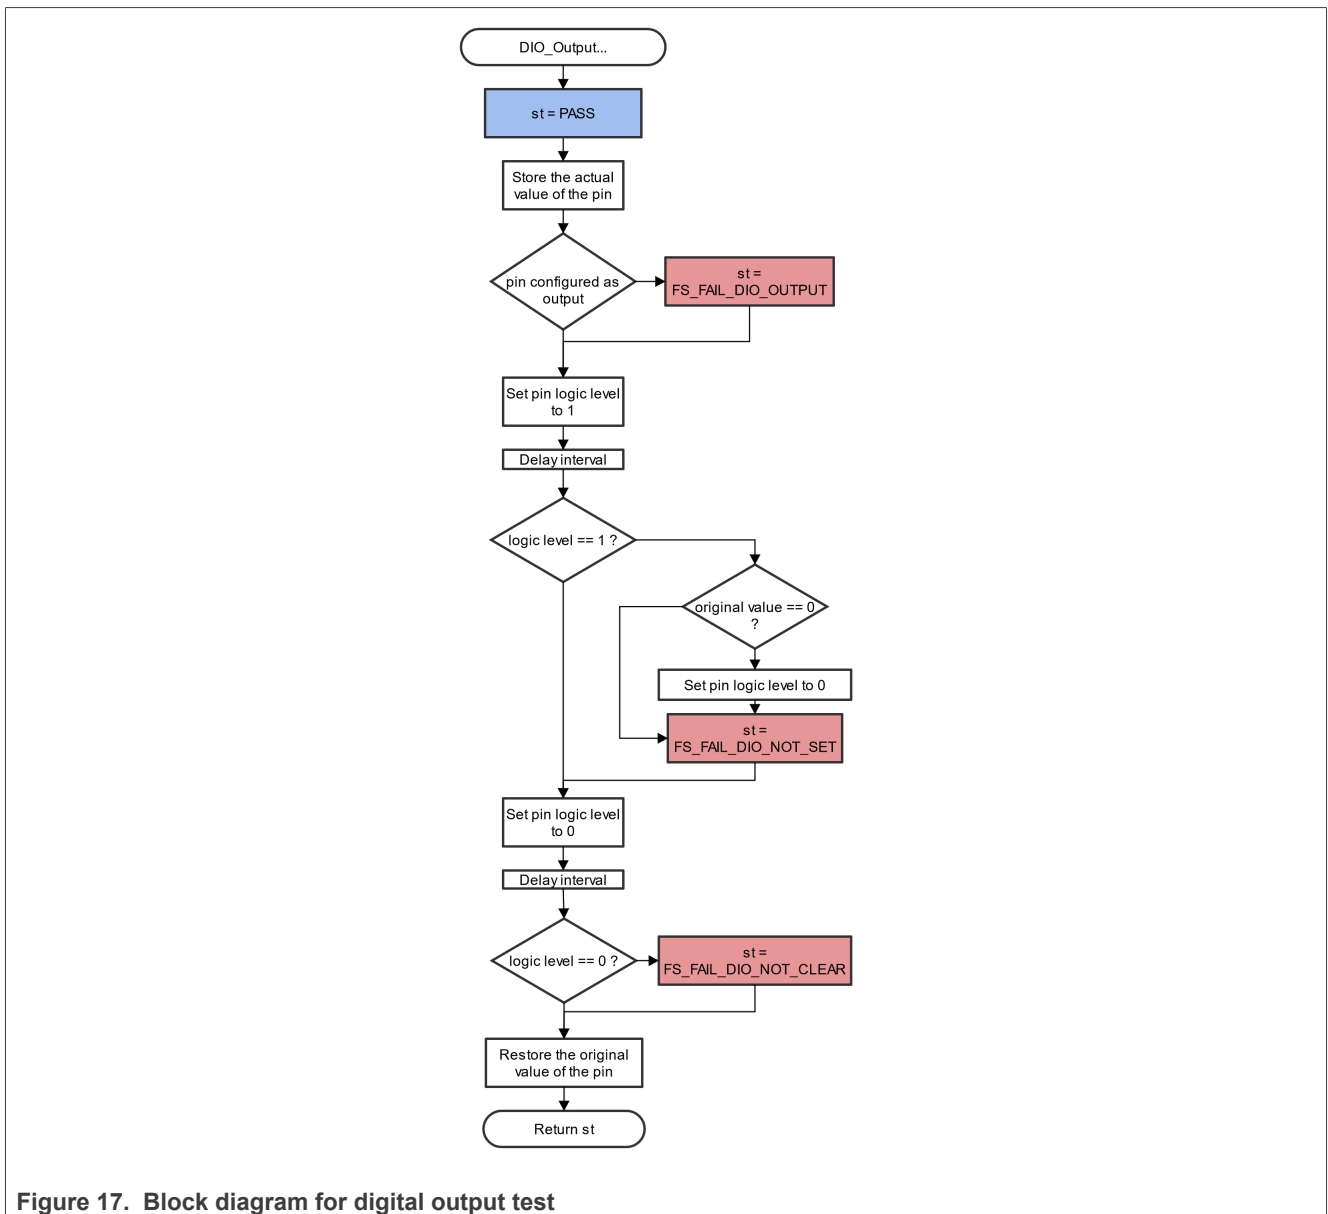 DIO_Output...
st = PASS
Store the actual
value of the pin
pin configured as
output
st =
FS_FAIL_DIO_OUTPUT
Set pin logic level
to 1
Delay interval
logic level == 1 ?
original value == 0
?
Set pin logic level to 0
st =
FS_FAIL_DIO_NOT_SET
Set pin logic level
to 0
Delay interval
logic level == 0 ?
st =
FS_FAIL_DIO_NOT_CLEAR
Restore the original
value of the pin
Return st
Figure 17. Block diagram for digital output test